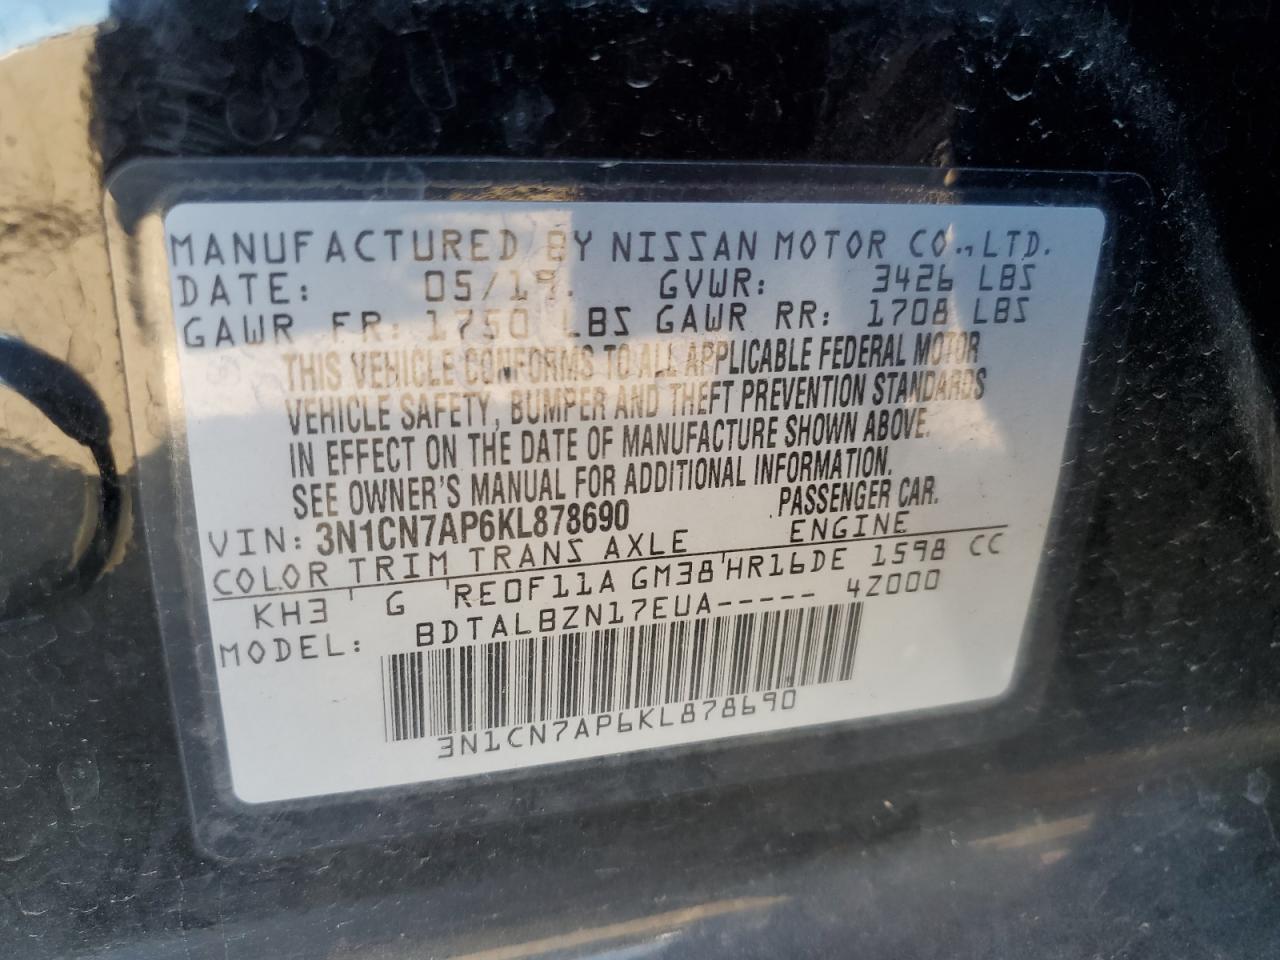 MANUFACTURED BY NISSAN MOTOR CO., LTD.
DATE: 05/19. GVWR: 3426 LBS
GAWR FR: 1750 LBS GAWR RR: 1708 LBS
THIS VEHICLE CONFORMS TO ALL APPLICABLE FEDERAL MOTOR
VEHICLE SAFETY, BUMPER AND THEFT PREVENTION STANDARDS
IN EFFECT ON THE DATE OF MANUFACTURE SHOWN ABOVE.
SEE OWNER'S MANUAL FOR ADDITIONAL INFORMATION.
VIN: 3N1CN7AP6KL878690 PASSENGER CAR.
COLOR TRIM TRANS AXLE ENGINE
KH3 G RE0F11A GM38 HR16DE 1598 CC
MODEL: BDTALBZN17EUA----- 4Z000
3N1CN7AP6KL878690